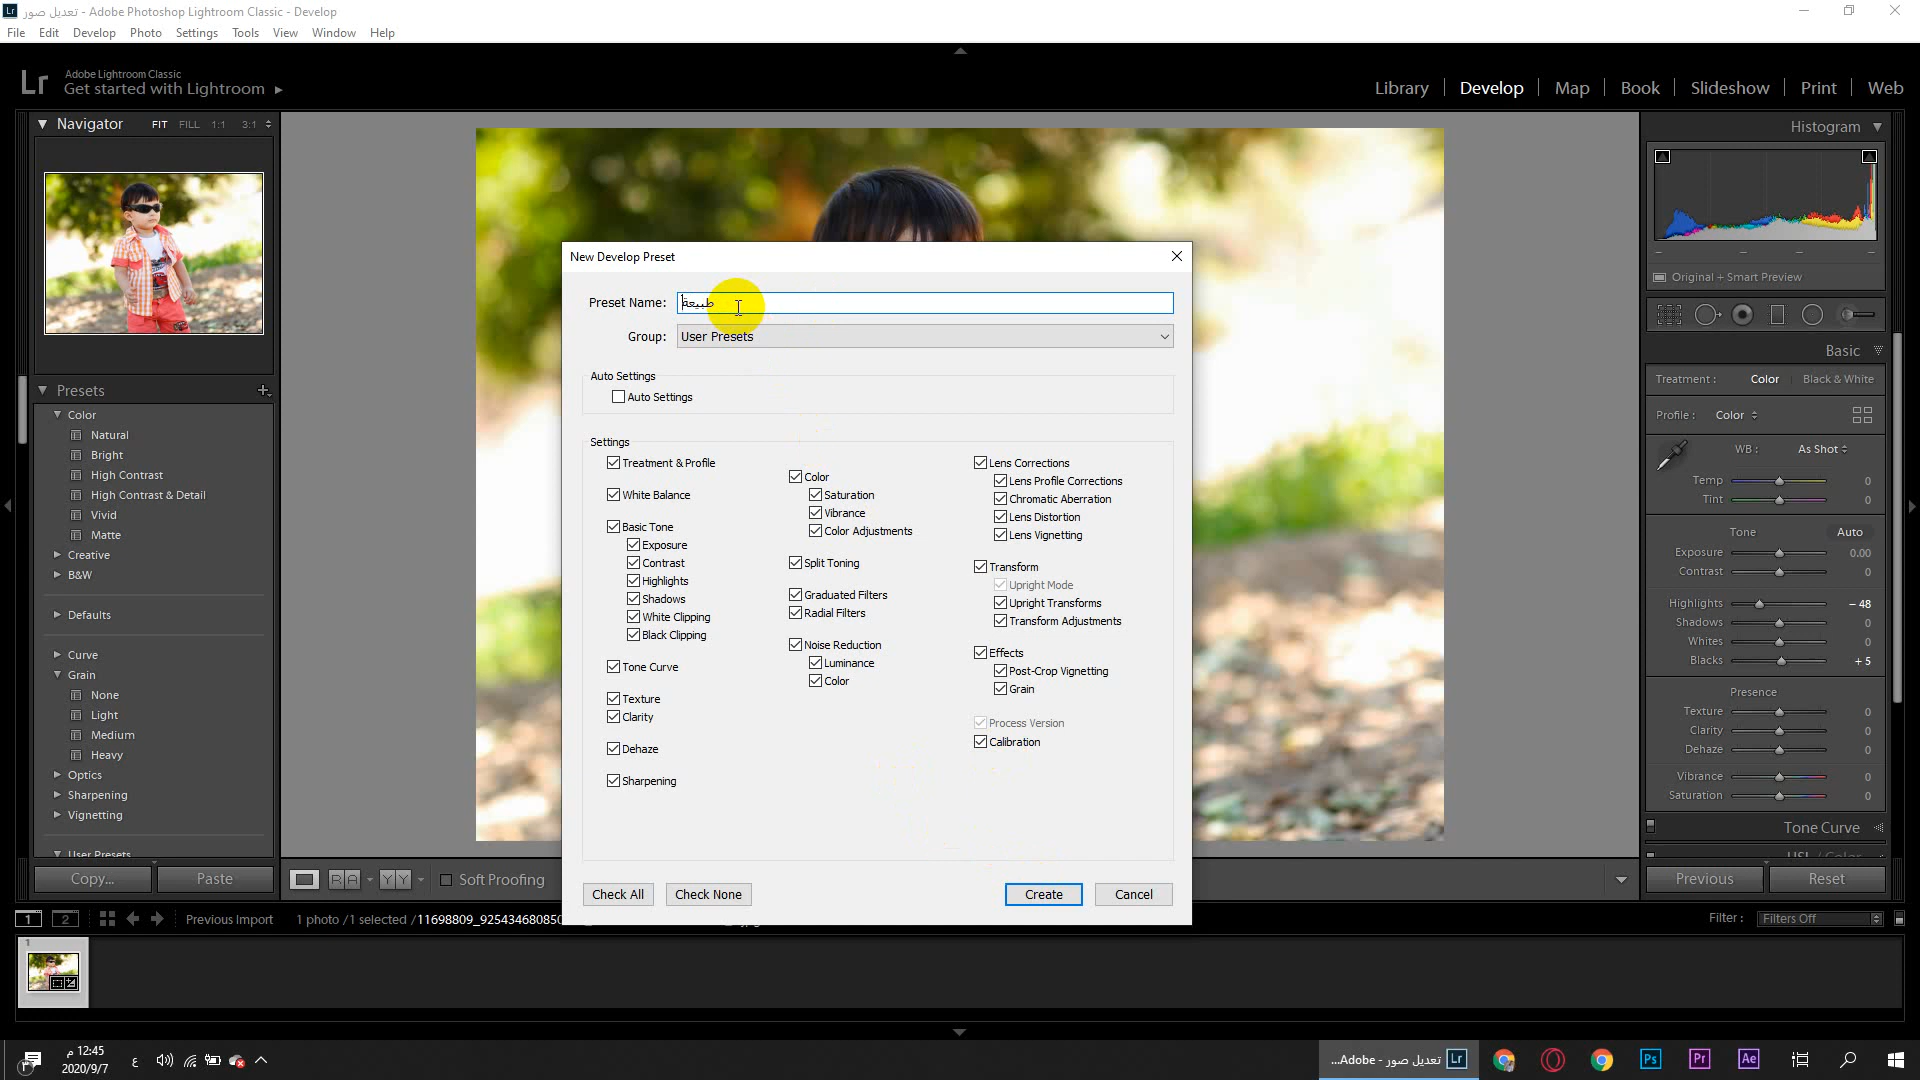 تعديل صور - Adobe Photoshop Lightroom Classic - Develop
File Edit Develop Photo Settings Tools View Window Help
Lr
Adobe Lightroom Classic
Get started with Lightroom
Library Develop Map Book Slideshow Print Web
Navigator FIT FILL 1:1 3:1
Presets
Color
Natural
Bright
High Contrast
High Contrast & Detail
Vivid
Matte
Creative
B&W
Defaults
Curve
Grain
None
Light
Medium
Heavy
Optics
Sharpening
Vignetting
User Presets
Copy... Paste
New Develop Preset
Preset Name: طبيعة
Group: User Presets
Auto Settings
Auto Settings
Settings
Treatment & Profile
White Balance
Basic Tone
Exposure
Contrast
Highlights
Shadows
White Clipping
Black Clipping
Tone Curve
Texture
Clarity
Dehaze
Sharpening
Color
Saturation
Vibrance
Color Adjustments
Split Toning
Graduated Filters
Radial Filters
Noise Reduction
Luminance
Color
Lens Corrections
Lens Profile Corrections
Chromatic Aberration
Lens Distortion
Lens Vignetting
Transform
Upright Mode
Upright Transforms
Transform Adjustments
Effects
Post-Crop Vignetting
Grain
Process Version
Calibration
Check All Check None Create Cancel
Histogram
Original + Smart Preview
Basic
Treatment : Color Black & White
Profile : Color
WB : As Shot
Temp 0
Tint 0
Tone Auto
Exposure 0.00
Contrast 0
Highlights − 48
Shadows 0
Whites 0
Blacks + 5
Presence
Texture 0
Clarity 0
Dehaze 0
Vibrance 0
Saturation 0
Tone Curve
Previous Reset
RA YY Soft Proofing
1 2 Previous Import 1 photo / 1 selected / Filter : Filters Off
1
12:45 م
2020/9/7
ع
تعديل صور - Adobe... Lr
Ps Pr Ae